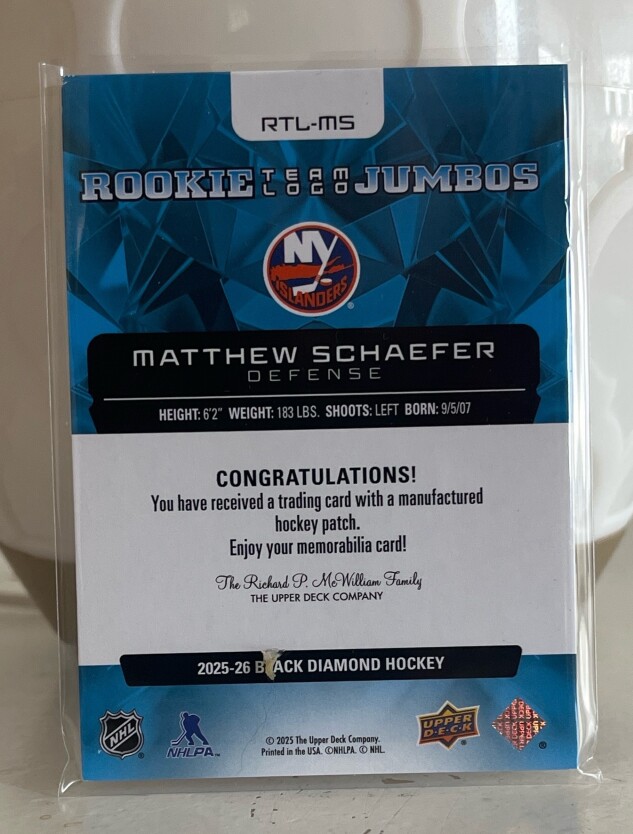 RTL-MS
ROOKIE TEAM LOGO JUMBOS
NY
ISLANDERS
MATTHEW SCHAEFER
DEFENSE
HEIGHT: 6'2" WEIGHT: 183 LBS. SHOOTS: LEFT BORN: 9/5/07
CONGRATULATIONS!
You have received a trading card with a manufactured
hockey patch.
Enjoy your memorabilia card!
The Richard P. McWilliam Family
THE UPPER DECK COMPANY
2025-26 B ACK DIAMOND HOCKEY
NHL
NHLPA
UPPER
DECK
© 2025 The Upper Deck Company.
Printed in the USA. ©NHLPA. © NHL.